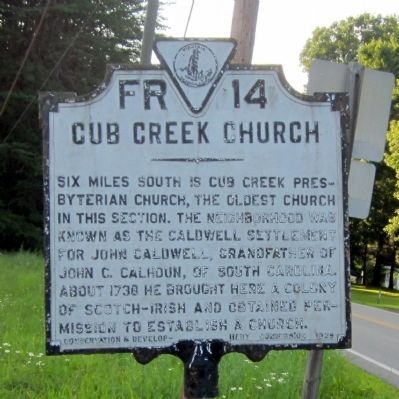 FR 14
CUB CREEK CHURCH
SIX MILES SOUTH IS CUB CREEK PRES-
BYTERIAN CHURCH, THE OLDEST CHURCH
IN THIS SECTION. THE NEIGHBORHOOD WAS
KNOWN AS THE CALDWELL SETTLEMENT
FOR JOHN CALDWELL, GRANDFATHER OF
JOHN C. CALHOUN, OF SOUTH CAROLINA.
ABOUT 1738 HE BROUGHT HERE A COLONY
OF SCOTCH-IRISH AND OBTAINED PER-
MISSION TO ESTABLISH A CHURCH.
CONSERVATION & DEVELOP-